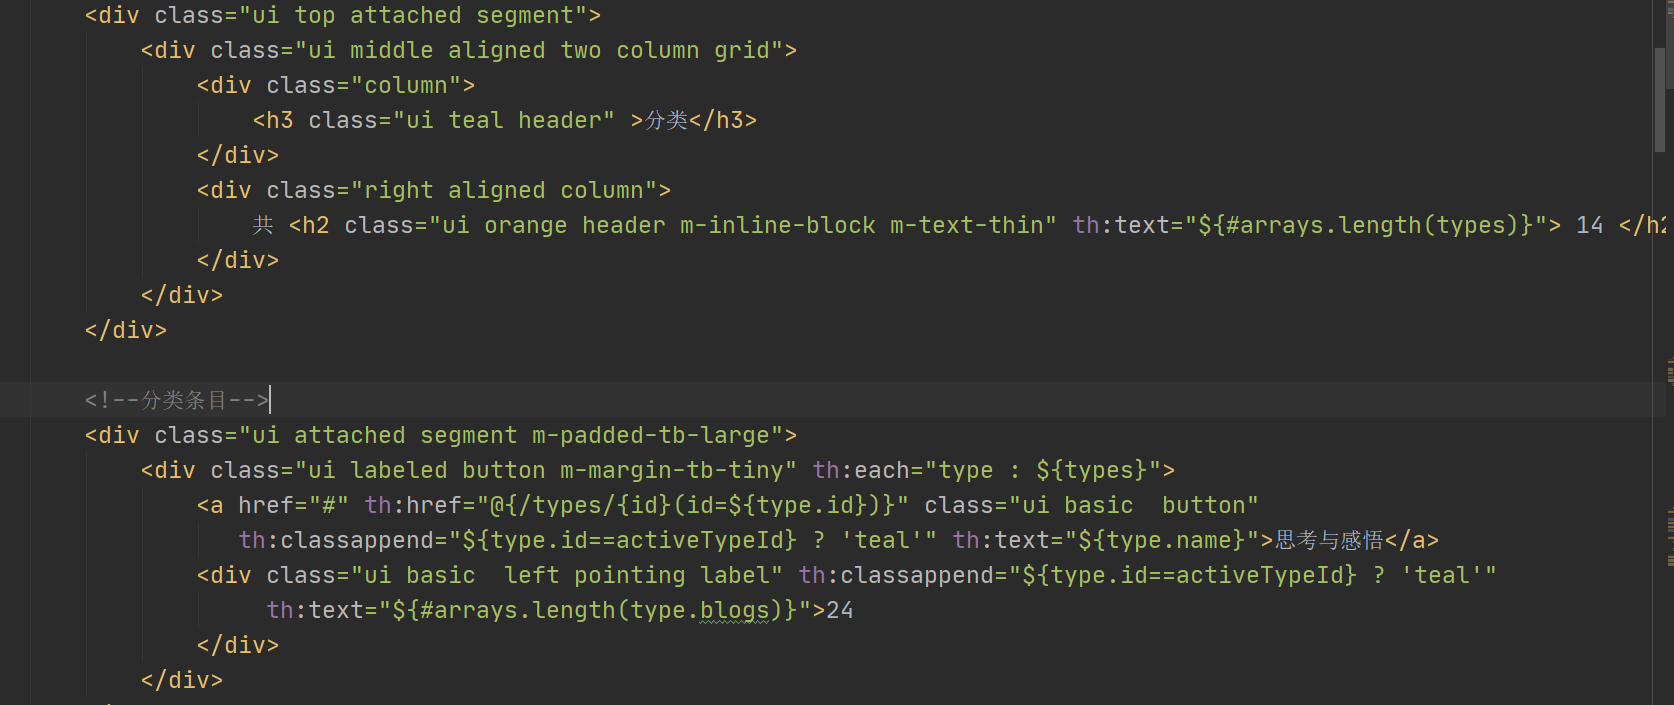 <div class="ui top attached segment">
<div class="ui middle aligned two column grid">
<div class="column">
<h3 class="ui teal header" >分类</h3>
</div>
<div class="right aligned column">
共 <h2 class="ui orange header m-inline-block m-text-thin" th:text="${#arrays.length(types)}"> 14 </h2
</div>
</div>
</div>
<!--分类条目-->
<div class="ui attached segment m-padded-tb-large">
<div class="ui labeled button m-margin-tb-tiny" th:each="type : ${types}">
<a href="#" th:href="@{/types/{id}(id=${type.id})}" class="ui basic  button"
th:classappend="${type.id==activeTypeId} ? 'teal'" th:text="${type.name}">思考与感悟</a>
<div class="ui basic  left pointing label" th:classappend="${type.id==activeTypeId} ? 'teal'"
th:text="${#arrays.length(type.blogs)}">24
</div>
</div>